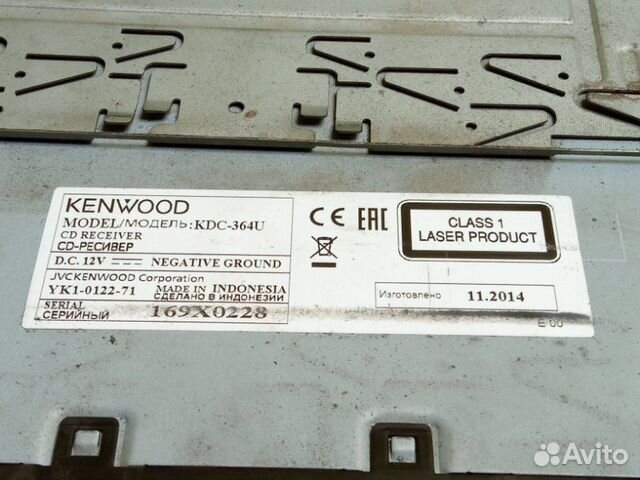 KENWOOD
MODEL/МОДЕЛЬ:KDC-364U
CD RECEIVER
CD-РЕСИВЕР
D.C. 12V NEGATIVE GROUND
JVCKENWOOD Corporation
YK1-0122-71 MADE IN INDONESIA
СДЕЛАНО В ИНДОНЕЗИИ
SERIAL
СЕРИЙНЫЙ 169X0228
CE EAC
CLASS 1
LASER PRODUCT
Изготовлено 11.2014
E 00
Avito